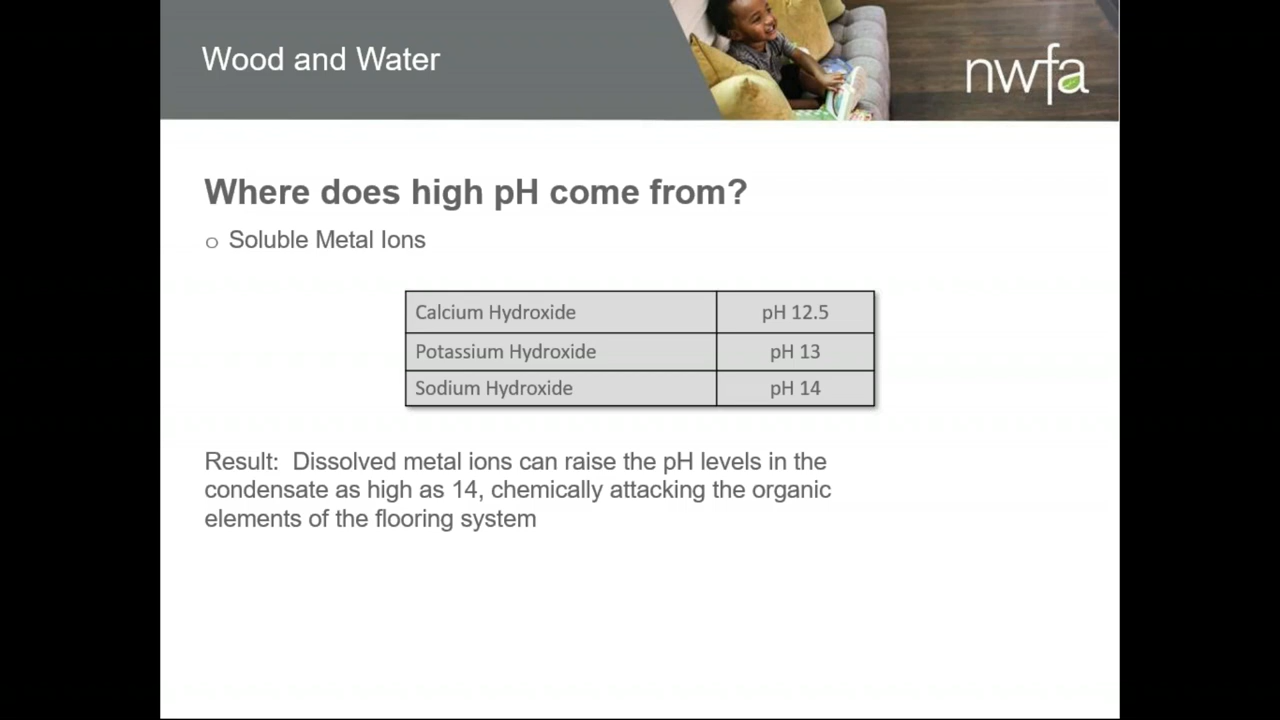 Wood and Water
nwfa
Where does high pH come from?
o Soluble Metal Ions
Calcium Hydroxide pH 12.5
Potassium Hydroxide pH 13
Sodium Hydroxide pH 14
Result: Dissolved metal ions can raise the pH levels in the
condensate as high as 14, chemically attacking the organic
elements of the flooring system